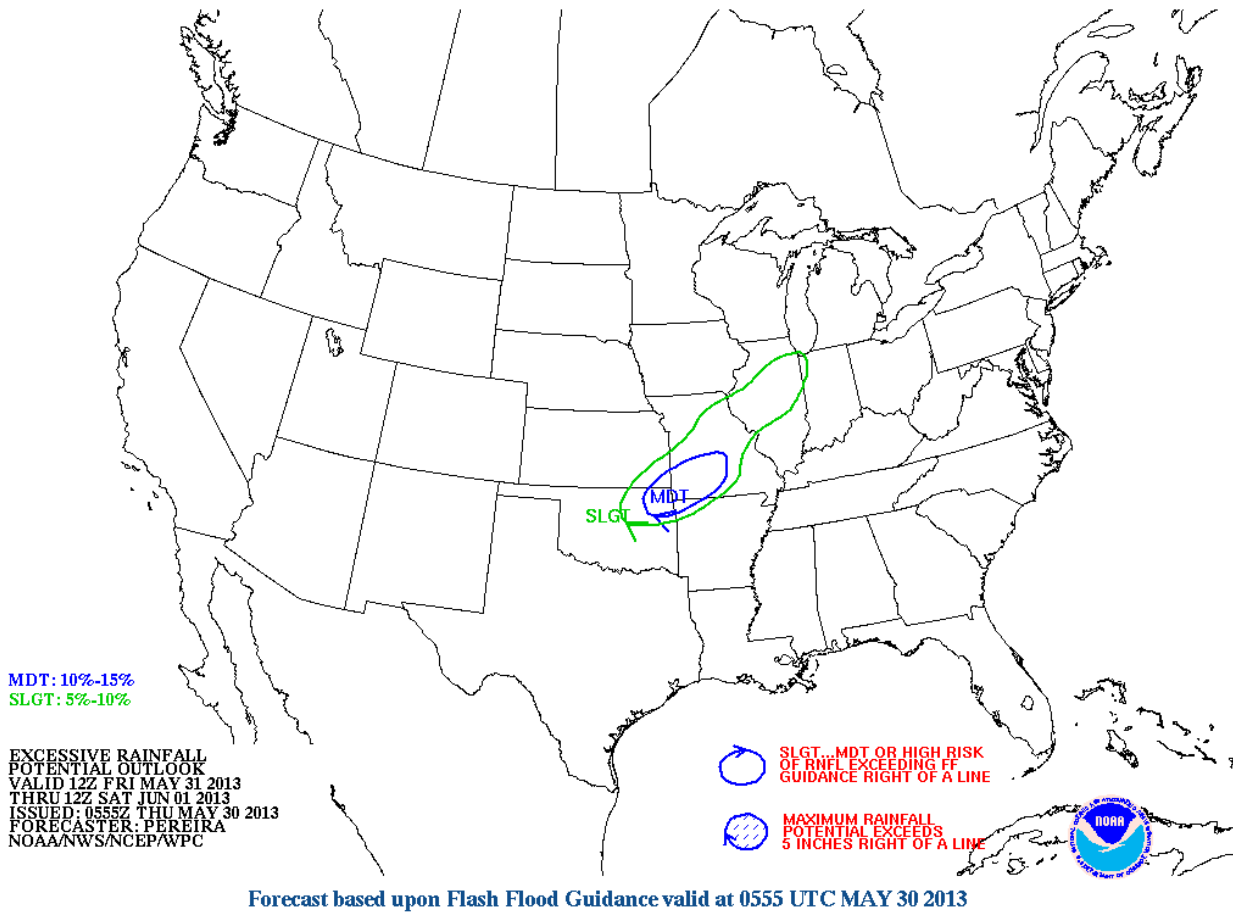 MDT
SLGT
MDT: 10%-15%
SLGT: 5%-10%
EXCESSIVE RAINFALL
POTENTIAL OUTLOOK
VALID 12Z FRI MAY 31 2013
THRU 12Z SAT JUN 01 2013
ISSUED: 0555Z THU MAY 30 2013
FORECASTER: PEREIRA
NOAA/NWS/NCEP/WPC
SLGT...MDT OR HIGH RISK
OF RNFL EXCEEDING FF
GUIDANCE RIGHT OF A LINE
MAXIMUM RAINFALL
POTENTIAL EXCEEDS
5 INCHES RIGHT OF A LINE
NOAA
Forecast based upon Flash Flood Guidance valid at 0555 UTC MAY 30 2013